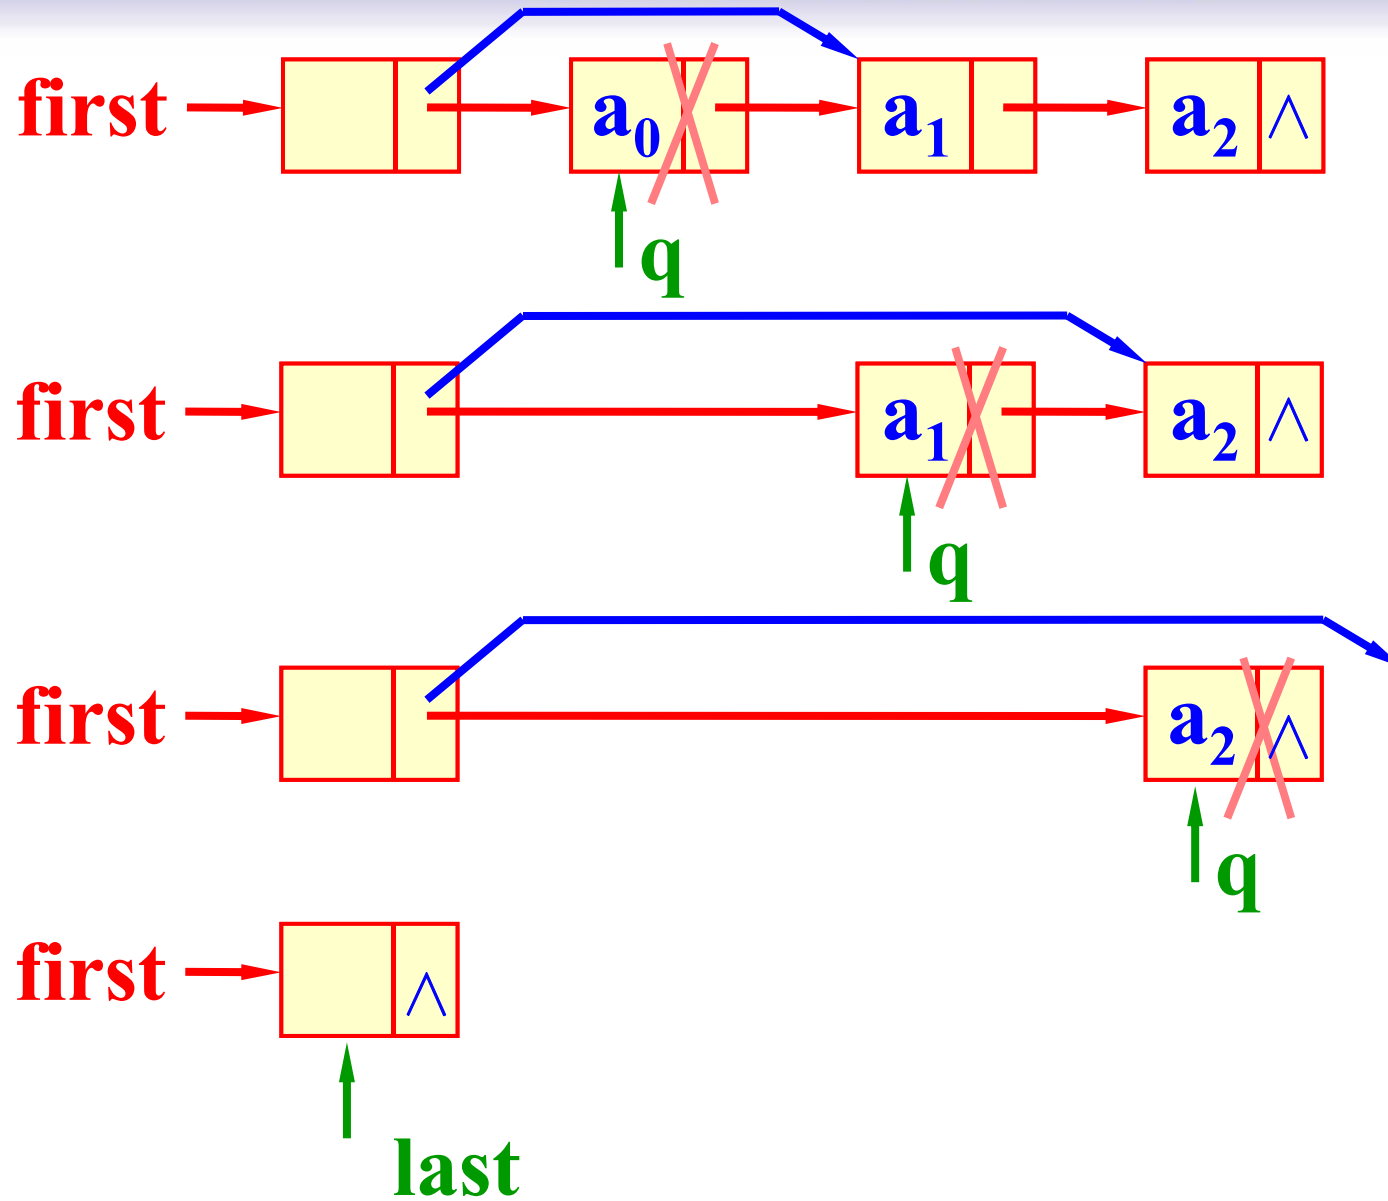 first a₀ a₁ a₂ ∧
q
first a₁ a₂ ∧
q
first a₂ ∧
q
first ∧
last